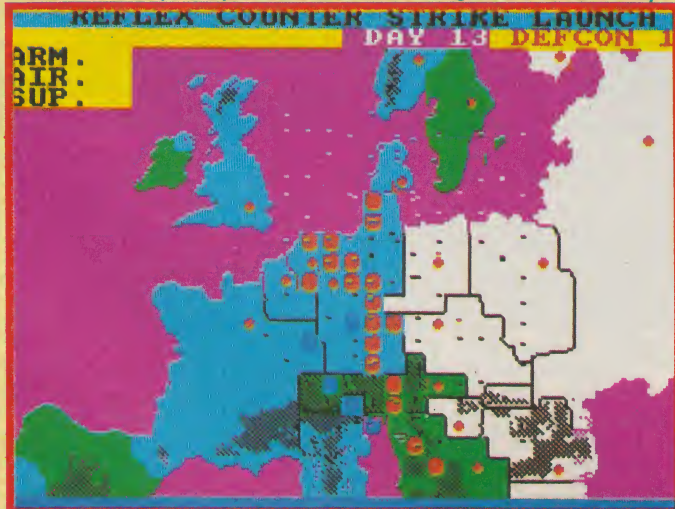 REFLEX COUNTER STRIKE LAUNCH
DAY 13 DEFCON 1
ARM.
AIR.
SUP.